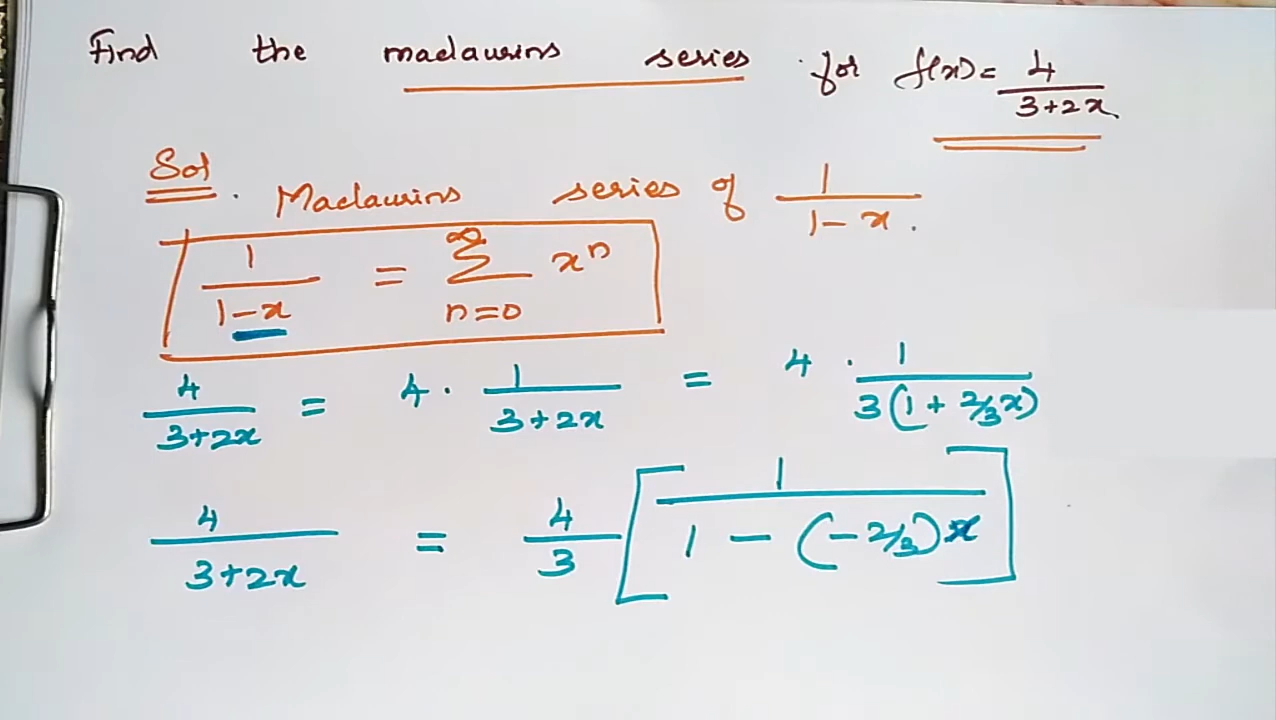 Find the maclaurins series for f(x) = 4/(3+2x)
Sol. Maclaurins series of 1/(1-x).
1/(1-x) = ∑_{n=0}^{∞} x^n
4/(3+2x) = 4 · 1/(3+2x) = 4 · 1/(3(1+2/3x))
4/(3+2x) = 4/3 [1/(1-(-2/3)x)]